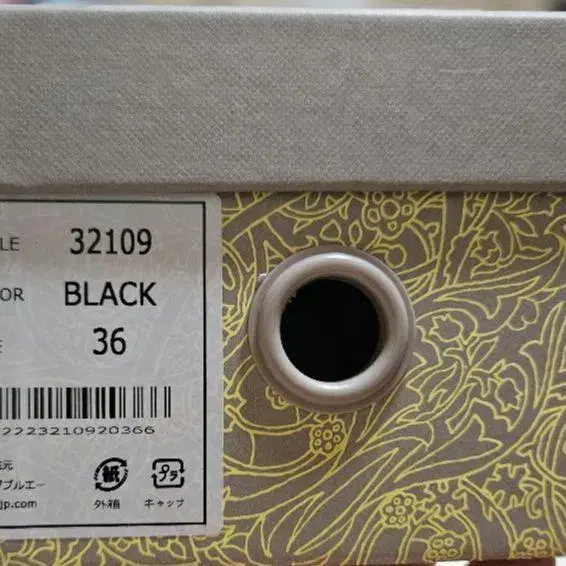 LE 32109
OR BLACK
E 36
2223210920366
元
ブルエー
jp.com
紙 プラ
外箱 キャップ